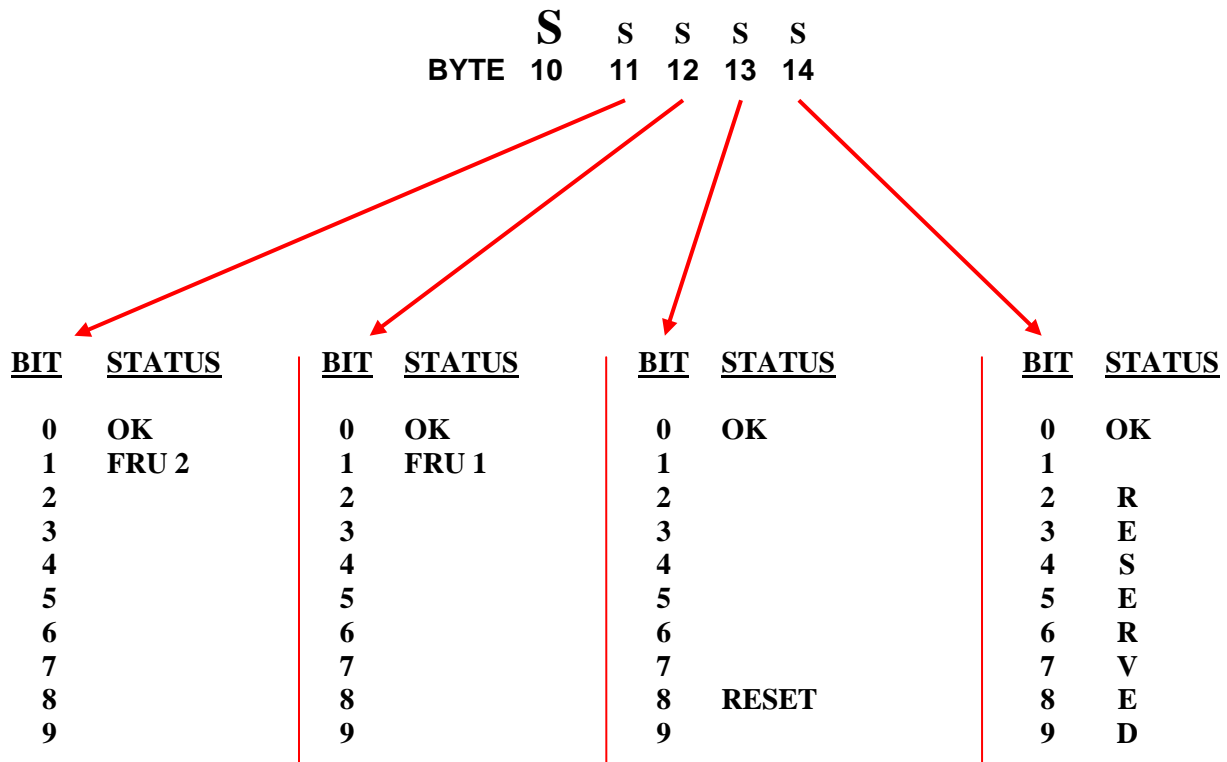 S S S S S
BYTE 10 11 12 13 14
BIT STATUS BIT STATUS BIT STATUS BIT STATUS
0 OK 0 OK 0 OK 0 OK
1 FRU 2 1 FRU 1 1 1
2 2 2 2 R
3 3 3 3 E
4 4 4 4 S
5 5 5 5 E
6 6 6 6 R
7 7 7 7 V
8 8 8 RESET 8 E
9 9 9 9 D